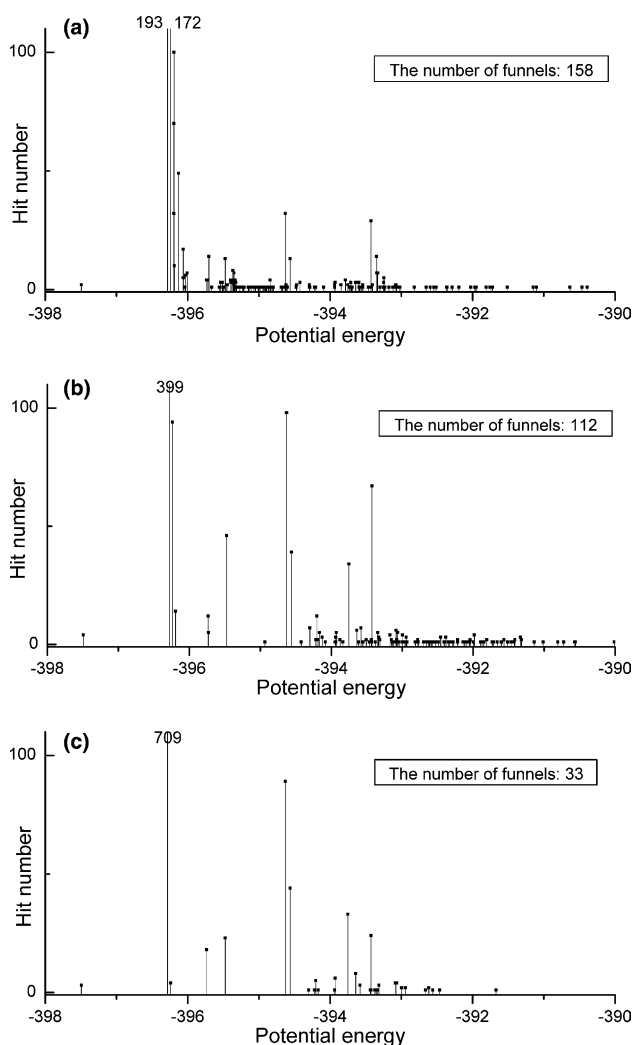 (a)
193 172
100
The number of funnels: 158
Hit number
0
-398 -396 -394 -392 -390
Potential energy
(b)
399
100
The number of funnels: 112
Hit number
0
-398 -396 -394 -392 -390
Potential energy
(c)
709
100
The number of funnels: 33
Hit number
0
-398 -396 -394 -392 -390
Potential energy